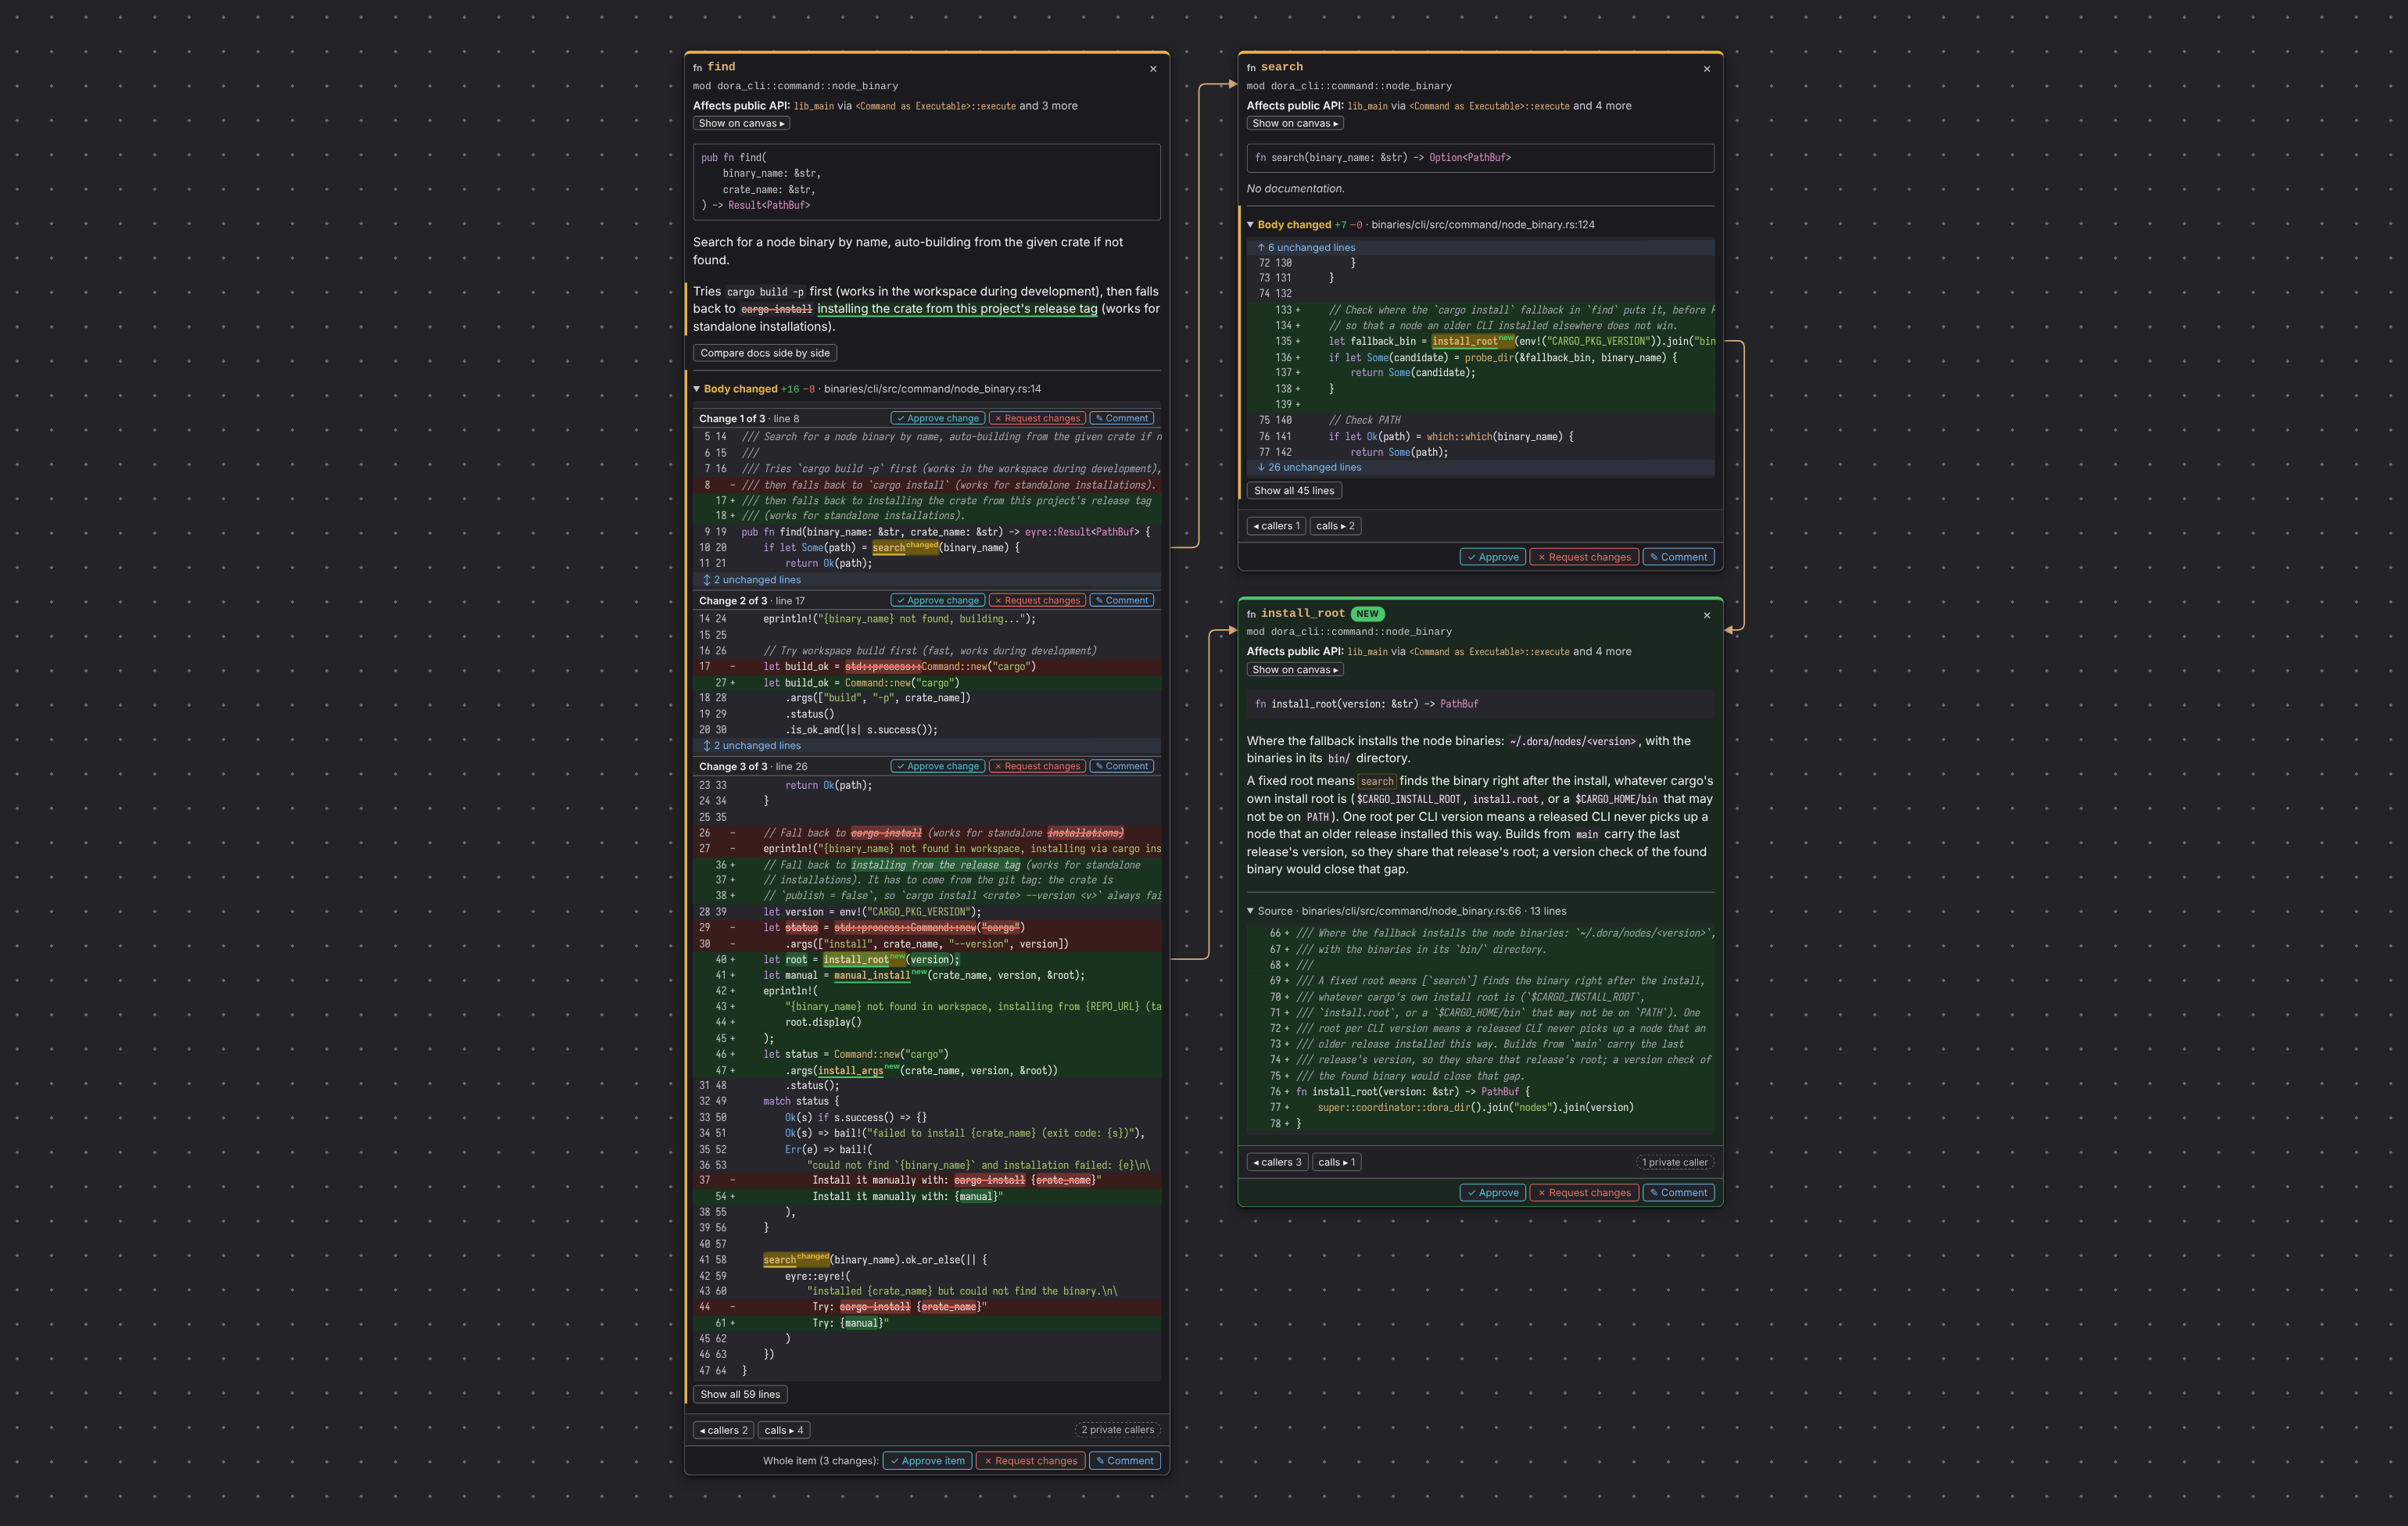 fn find ×
mod dora_cli::command::node_binary
Affects public API: lib_main via <Command as Executable>::execute and 3 more
Show on canvas ▸
pub fn find(
    binary_name: &str,
    crate_name: &str,
) -> Result<PathBuf>
Search for a node binary by name, auto-building from the given crate if not
found.
Tries cargo build -p first (works in the workspace during development), then falls
back to cargo install installing the crate from this project's release tag (works for
standalone installations).
Compare docs side by side
▼ Body changed +16 −8 · binaries/cli/src/command/node_binary.rs:14
Change 1 of 3 · line 8 ✓ Approve change × Request changes ✎ Comment
5 14 /// Search for a node binary by name, auto-building from the given crate if n
6 15 ///
7 16 /// Tries `cargo build -p` first (works in the workspace during development),
8 − /// then falls back to `cargo install` (works for standalone installations).
17 + /// then falls back to installing the crate from this project's release tag
18 + /// (works for standalone installations).
9 19 pub fn find(binary_name: &str, crate_name: &str) -> eyre::Result<PathBuf> {
10 20     if let Some(path) = search changed (binary_name) {
11 21         return Ok(path);
↕ 2 unchanged lines
Change 2 of 3 · line 17 ✓ Approve change × Request changes ✎ Comment
14 24     eprintln!("{binary_name} not found, building...");
15 25
16 26     // Try workspace build first (fast, works during development)
17 −     let build_ok = std::process::Command::new("cargo")
27 +     let build_ok = Command::new("cargo")
18 28         .args(["build", "-p", crate_name])
19 29         .status()
20 30         .is_ok_and(|s| s.success());
↕ 2 unchanged lines
Change 3 of 3 · line 26 ✓ Approve change × Request changes ✎ Comment
23 33         return Ok(path);
24 34     }
25 35
26 −     // Fall back to cargo install (works for standalone installations)
27 −     eprintln!("{binary_name} not found in workspace, installing via cargo ins
36 +     // Fall back to installing from the release tag (works for standalone
37 +     // installations). It has to come from the git tag: the crate is
38 +     // `publish = false`, so `cargo install <crate> --version <v>` always fai
28 39     let version = env!("CARGO_PKG_VERSION");
29 −     let status = std::process::Command::new("cargo")
30 −         .args(["install", crate_name, "--version", version])
40 +     let root = install_root new (version);
41 +     let manual = manual_install new (crate_name, version, &root);
42 +     eprintln!(
43 +         "{binary_name} not found in workspace, installing from {REPO_URL} (ta
44 +         root.display()
45 +     );
46 +     let status = Command::new("cargo")
47 +         .args(install_args new (crate_name, version, &root))
31 48         .status();
32 49     match status {
33 50         Ok(s) if s.success() => {}
34 51         Ok(s) => bail!("failed to install {crate_name} (exit code: {s})"),
35 52         Err(e) => bail!(
36 53             "could not find `{binary_name}` and installation failed: {e}\n\
37 −              Install it manually with: cargo install {crate_name}"
54 +              Install it manually with: {manual}"
38 55         ),
39 56     }
40 57
41 58     search changed (binary_name).ok_or_else(|| {
42 59         eyre::eyre!(
43 60             "installed {crate_name} but could not find the binary.\n\
44 −              Try: cargo install {crate_name}"
61 +              Try: {manual}"
45 62         )
46 63     })
47 64 }
Show all 59 lines
◂ callers 2 calls ▸ 4 2 private callers
Whole item (3 changes): ✓ Approve item × Request changes ✎ Comment
fn search ×
mod dora_cli::command::node_binary
Affects public API: lib_main via <Command as Executable>::execute and 4 more
Show on canvas ▸
fn search(binary_name: &str) -> Option<PathBuf>
No documentation.
▼ Body changed +7 −0 · binaries/cli/src/command/node_binary.rs:124
↑ 6 unchanged lines
72 130         }
73 131     }
74 132
133 +     // Check where the `cargo install` fallback in `find` puts it, before P
134 +     // so that a node an older CLI installed elsewhere does not win.
135 +     let fallback_bin = install_root new (env!("CARGO_PKG_VERSION")).join("bin
136 +     if let Some(candidate) = probe_dir(&fallback_bin, binary_name) {
137 +         return Some(candidate);
138 +     }
139 +
75 140     // Check PATH
76 141     if let Ok(path) = which::which(binary_name) {
77 142         return Some(path);
↓ 26 unchanged lines
Show all 45 lines
◂ callers 1 calls ▸ 2
✓ Approve × Request changes ✎ Comment
fn install_root NEW ×
mod dora_cli::command::node_binary
Affects public API: lib_main via <Command as Executable>::execute and 4 more
Show on canvas ▸
fn install_root(version: &str) -> PathBuf
Where the fallback installs the node binaries: ~/.dora/nodes/<version>, with the
binaries in its bin/ directory.
A fixed root means search finds the binary right after the install, whatever cargo's
own install root is ($CARGO_INSTALL_ROOT, install.root, or a $CARGO_HOME/bin that may
not be on PATH). One root per CLI version means a released CLI never picks up a
node that an older release installed this way. Builds from main carry the last
release's version, so they share that release's root; a version check of the found
binary would close that gap.
▼ Source · binaries/cli/src/command/node_binary.rs:66 · 13 lines
66 + /// Where the fallback installs the node binaries: `~/.dora/nodes/<version>`,
67 + /// with the binaries in its `bin/` directory.
68 + ///
69 + /// A fixed root means [`search`] finds the binary right after the install,
70 + /// whatever cargo's own install root is (`$CARGO_INSTALL_ROOT`,
71 + /// `install.root`, or a `$CARGO_HOME/bin` that may not be on `PATH`). One
72 + /// root per CLI version means a released CLI never picks up a node that an
73 + /// older release installed this way. Builds from `main` carry the last
74 + /// release's version, so they share that release's root; a version check of
75 + /// the found binary would close that gap.
76 + fn install_root(version: &str) -> PathBuf {
77 +     super::coordinator::dora_dir().join("nodes").join(version)
78 + }
◂ callers 3 calls ▸ 1 1 private caller
✓ Approve × Request changes ✎ Comment